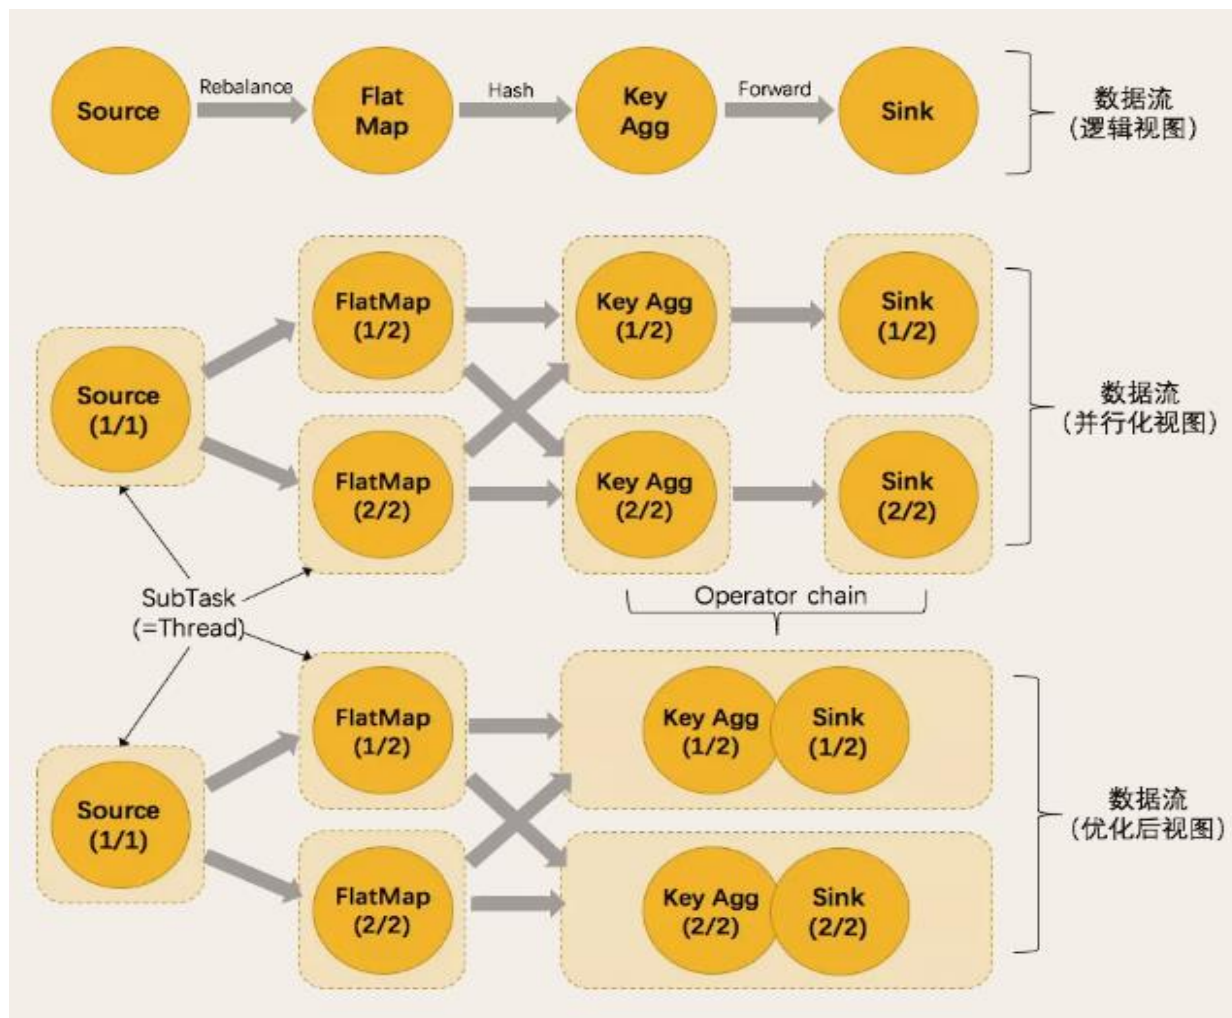 Source
Rebalance
Flat
Map
Hash
Key
Agg
Forward
Sink
数据流
(逻辑视图)
Source
(1/1)
FlatMap
(1/2)
FlatMap
(2/2)
Key Agg
(1/2)
Key Agg
(2/2)
Sink
(1/2)
Sink
(2/2)
数据流
(并行化视图)
SubTask
(=Thread)
Operator chain
Source
(1/1)
FlatMap
(1/2)
FlatMap
(2/2)
Key Agg
(1/2)
Sink
(1/2)
Key Agg
(2/2)
Sink
(2/2)
数据流
(优化后视图)